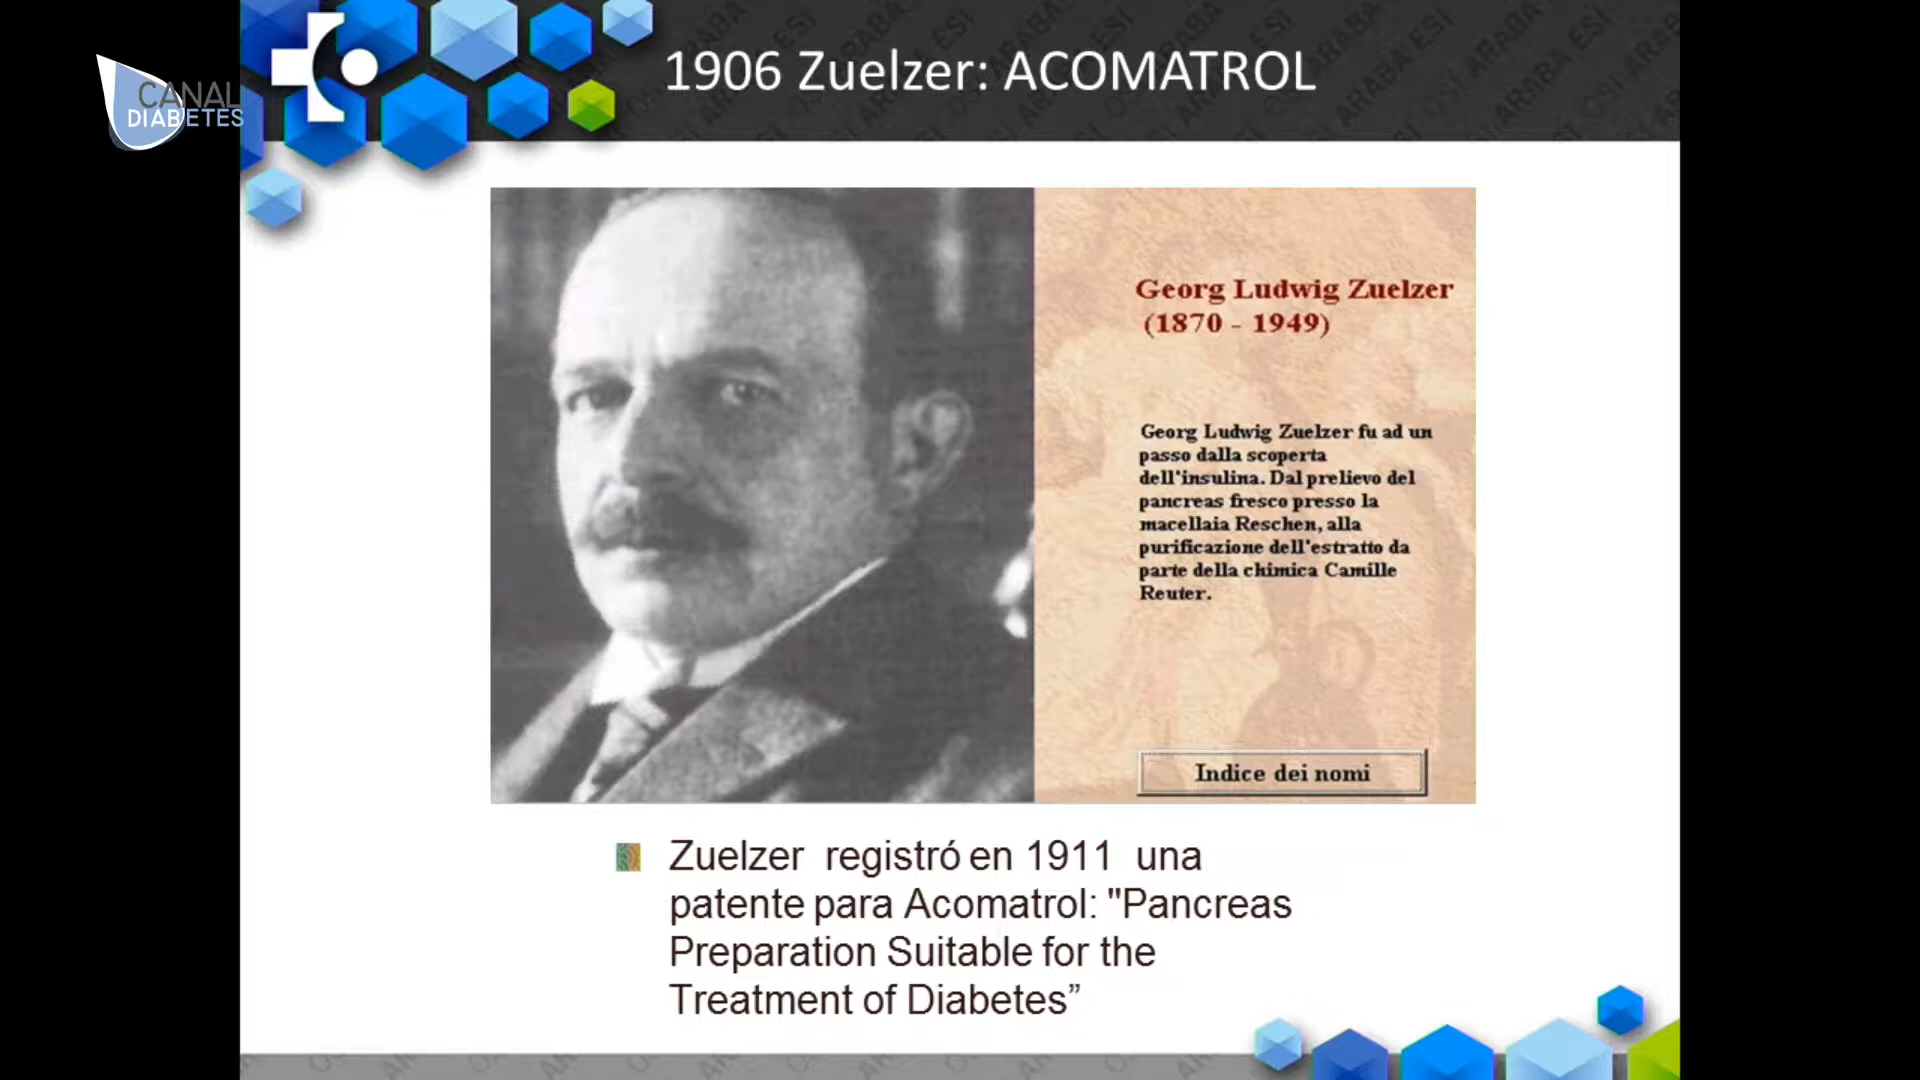 CANAL
DIABETES
1906 Zuelzer: ACOMATROL
Georg Ludwig Zuelzer
(1870 - 1949)
Georg Ludwig Zuelzer fu ad un
passo dalla scoperta
dell'insulina. Dal prelievo del
pancreas fresco presso la
macellaia Reschen, alla
purificazione dell'estratto da
parte della chimica Camille
Reuter.
Indice dei nomi
Zuelzer registró en 1911 una
patente para Acomatrol: "Pancreas
Preparation Suitable for the
Treatment of Diabetes”